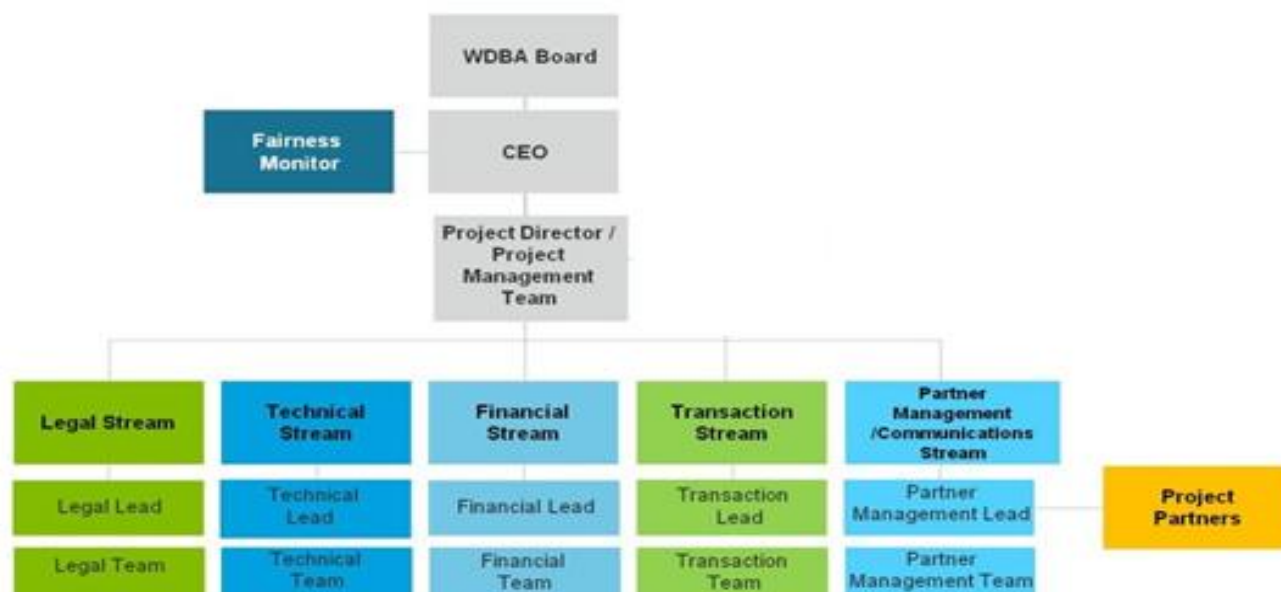 WDBA Board
Fairness
Monitor
CEO
Project Director /
Project
Management
Team
Legal Stream
Technical
Stream
Financial
Stream
Transaction
Stream
Partner
Management
/Communications
Stream
Legal Lead
Technical
Lead
Financial Lead
Transaction
Lead
Partner
Management Lead
Project
Partners
Legal Team
Technical
Team
Financial
Team
Transaction
Team
Partner
Management Team